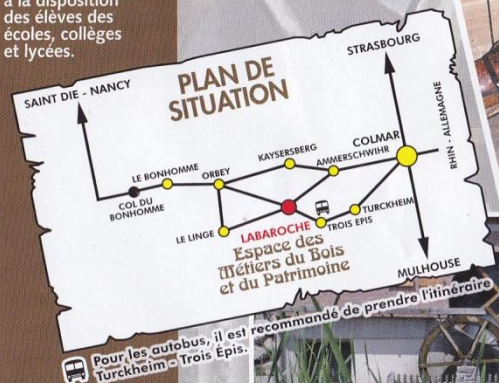 à la disposition
des élèves des
écoles, collèges
et lycées.
PLAN DE
SITUATION
SAINT DIE - NANCY
STRASBOURG
RHIN - ALLEMAGNE
COLMAR
KAYSERSBERG
AMMERSCHWIHR
LE BONHOMME
ORBEY
COL DU
BONHOMME
TURCKHEIM
TROIS EPIS
LE LINGE
LABAROCHE
Espace des
Métiers du Bois
et du Patrimoine
MULHOUSE
Pour les autobus, il est recommandé de prendre l'itinéraire
Turckheim - Trois Épis.